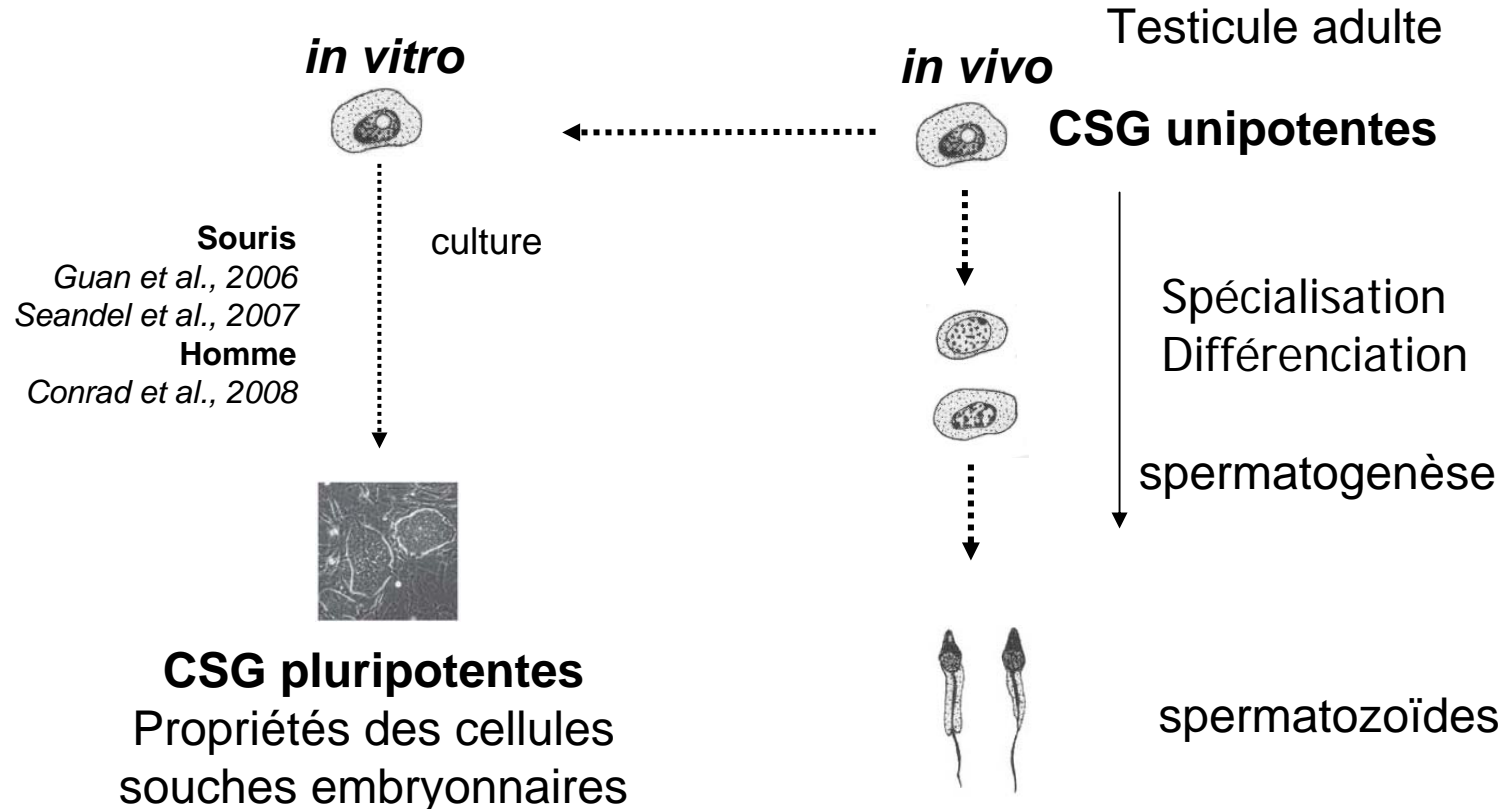 Testicule adulte
in vitro
in vivo
CSG unipotentes
Souris
Guan et al., 2006
Seandel et al., 2007
Homme
Conrad et al., 2008
culture
Spécialisation
Différenciation
spermatogenèse
CSG pluripotentes
Propriétés des cellules
souches embryonnaires
spermatozoïdes